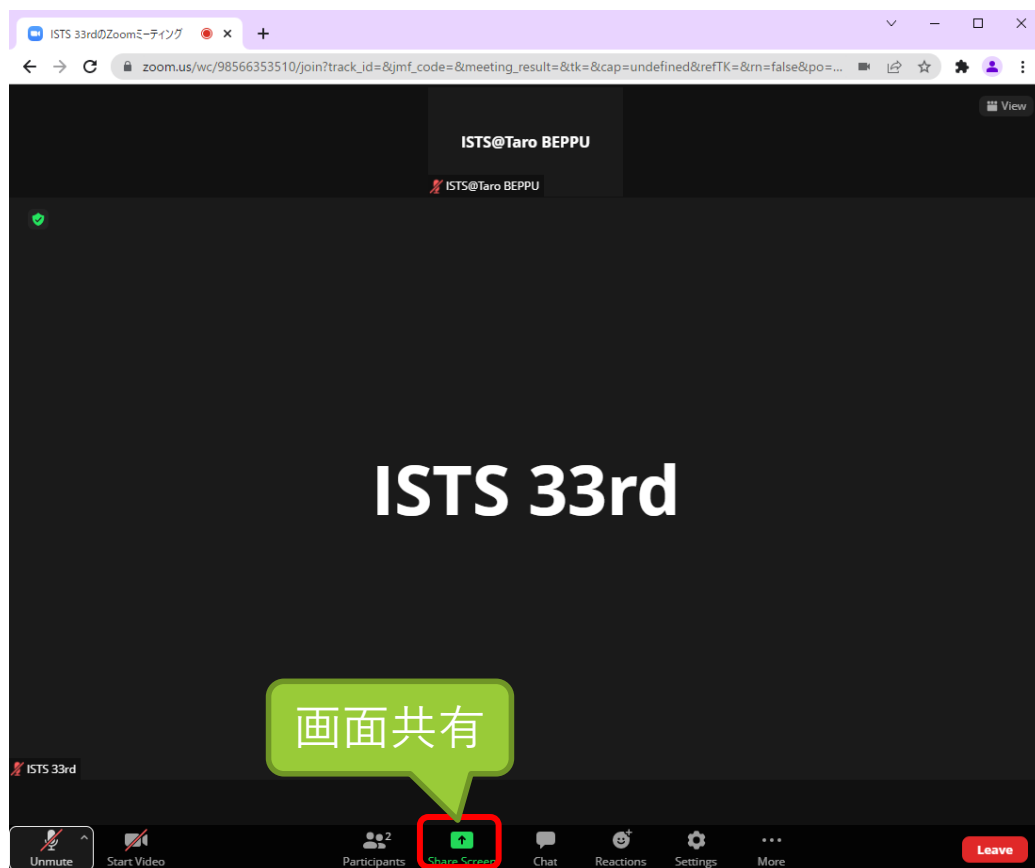 ISTS 33rdのZoomミーティング
zoom.us/wc/98566353510/join?track_id=&jmf_code=&meeting_result=&tk=&cap=undefined&refTK=&rn=false&po=...
View
ISTS@Taro BEPPU
ISTS@Taro BEPPU
ISTS 33rd
画面共有
ISTS 33rd
2
Unmute Start Video Participants Share Screen Chat Reactions Settings More Leave